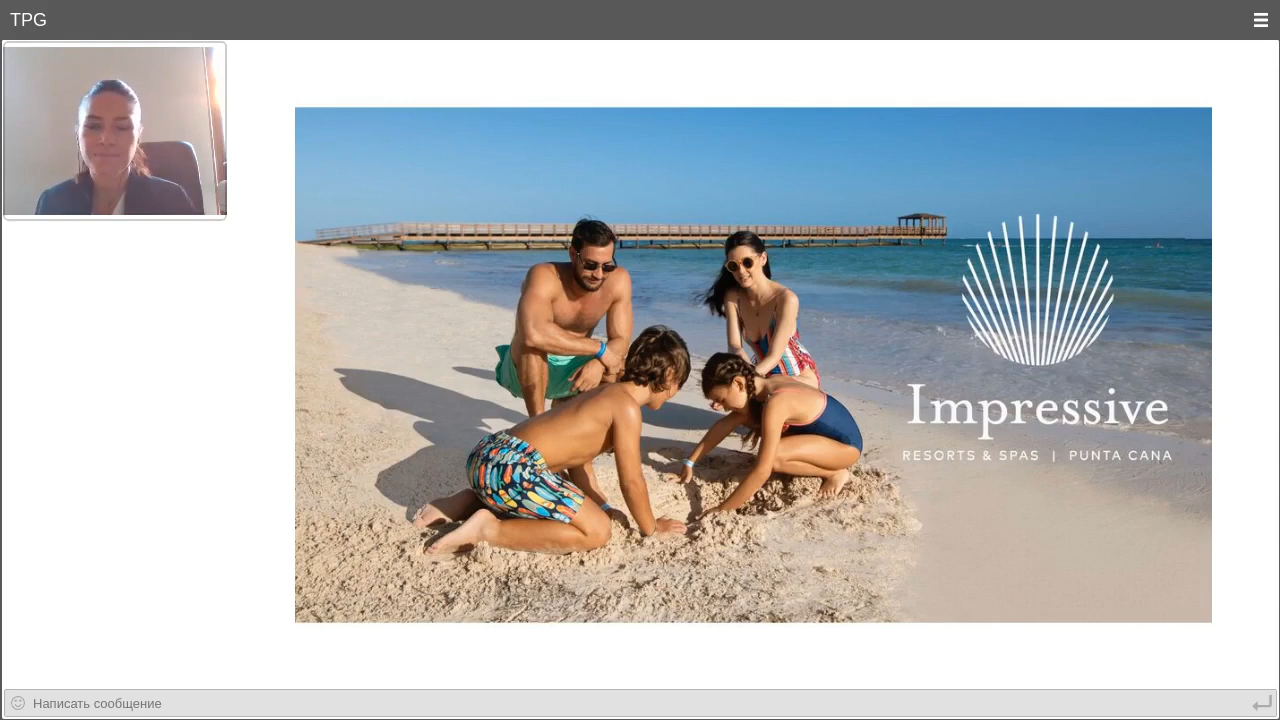 TPG
Impressive
RESORTS & SPAS | PUNTA CANA
Написать сообщение